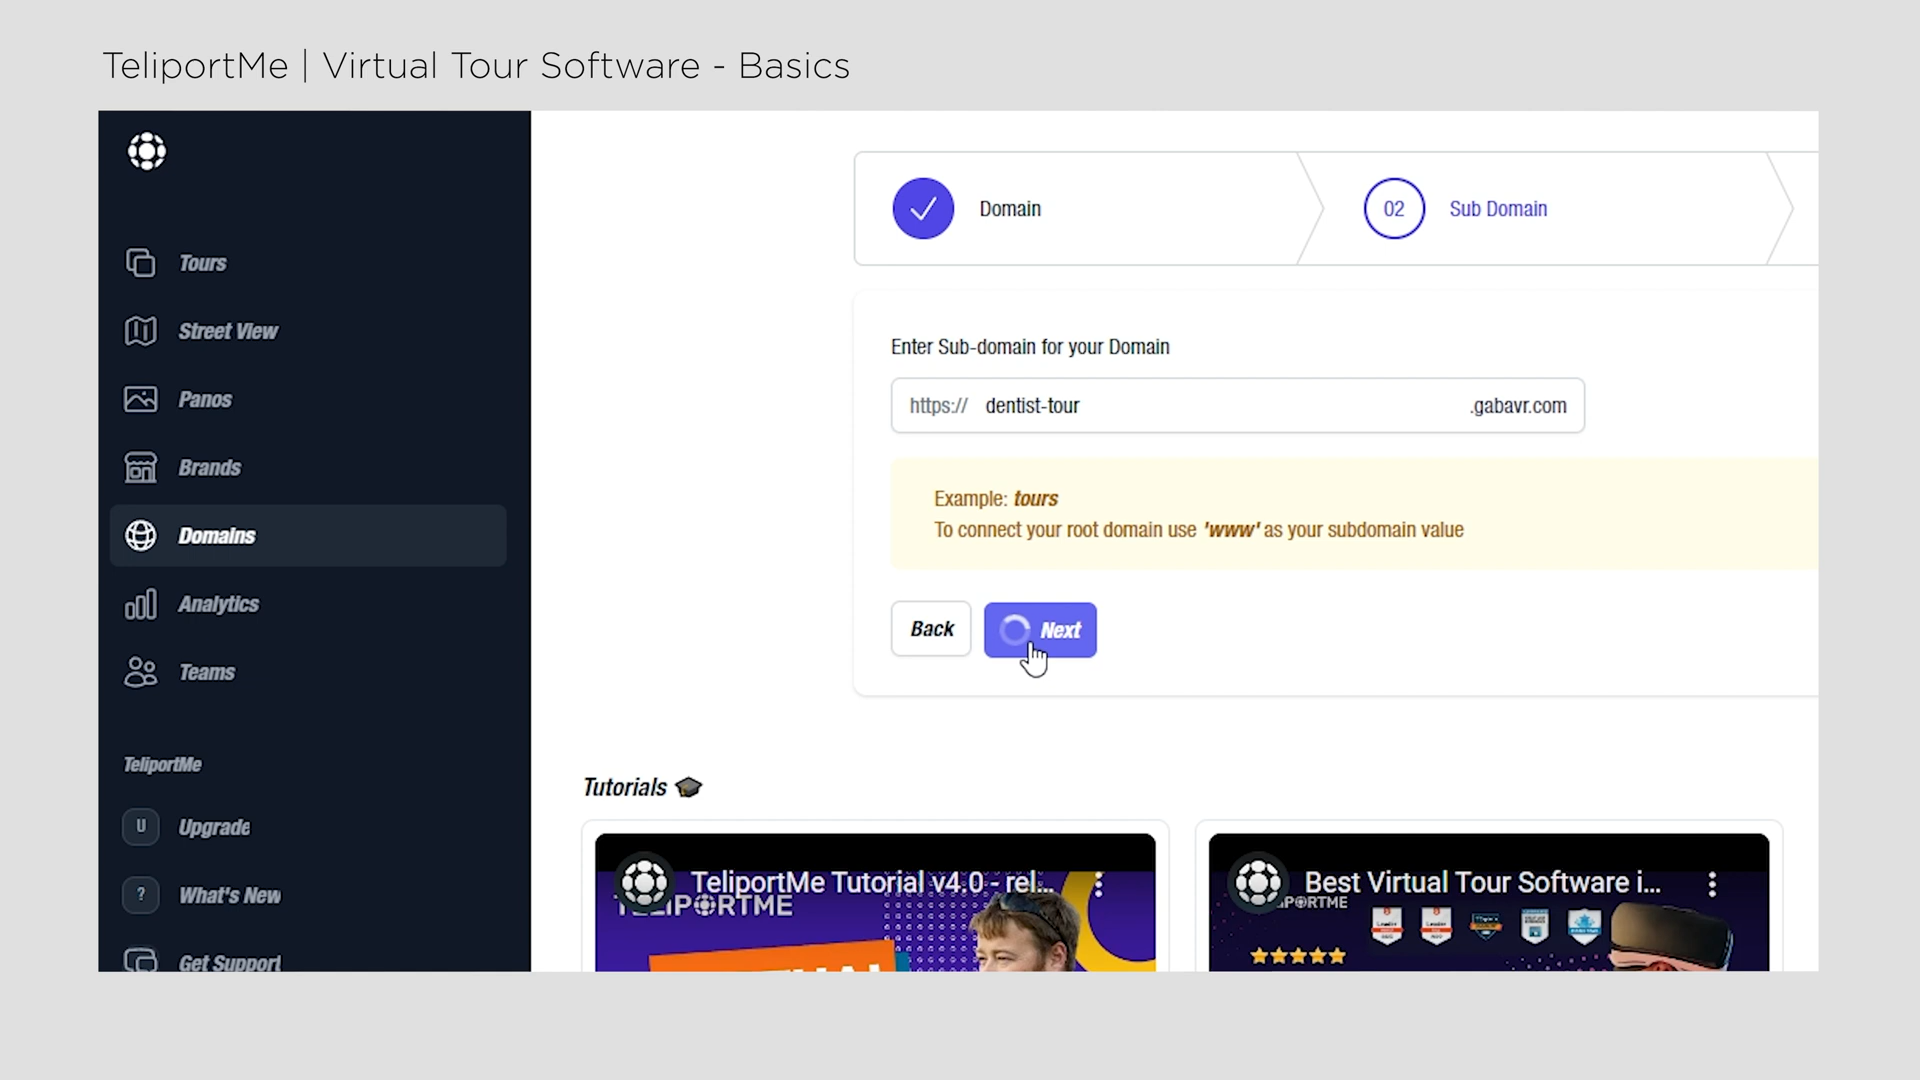 TeliportMe | Virtual Tour Software - Basics
Tours
Street View
Panos
Brands
Domains
Analytics
Teams
TeliportMe
U Upgrade
? What's New
Get Support
Domain
02 Sub Domain
Enter Sub-domain for your Domain
https:// dentist-tour .gabavr.com
Example: tours
To connect your root domain use 'www' as your subdomain value
Back
Next
Tutorials
TeliportMe Tutorial v4.0 - rel...
TELIPORTME
Best Virtual Tour Software i...